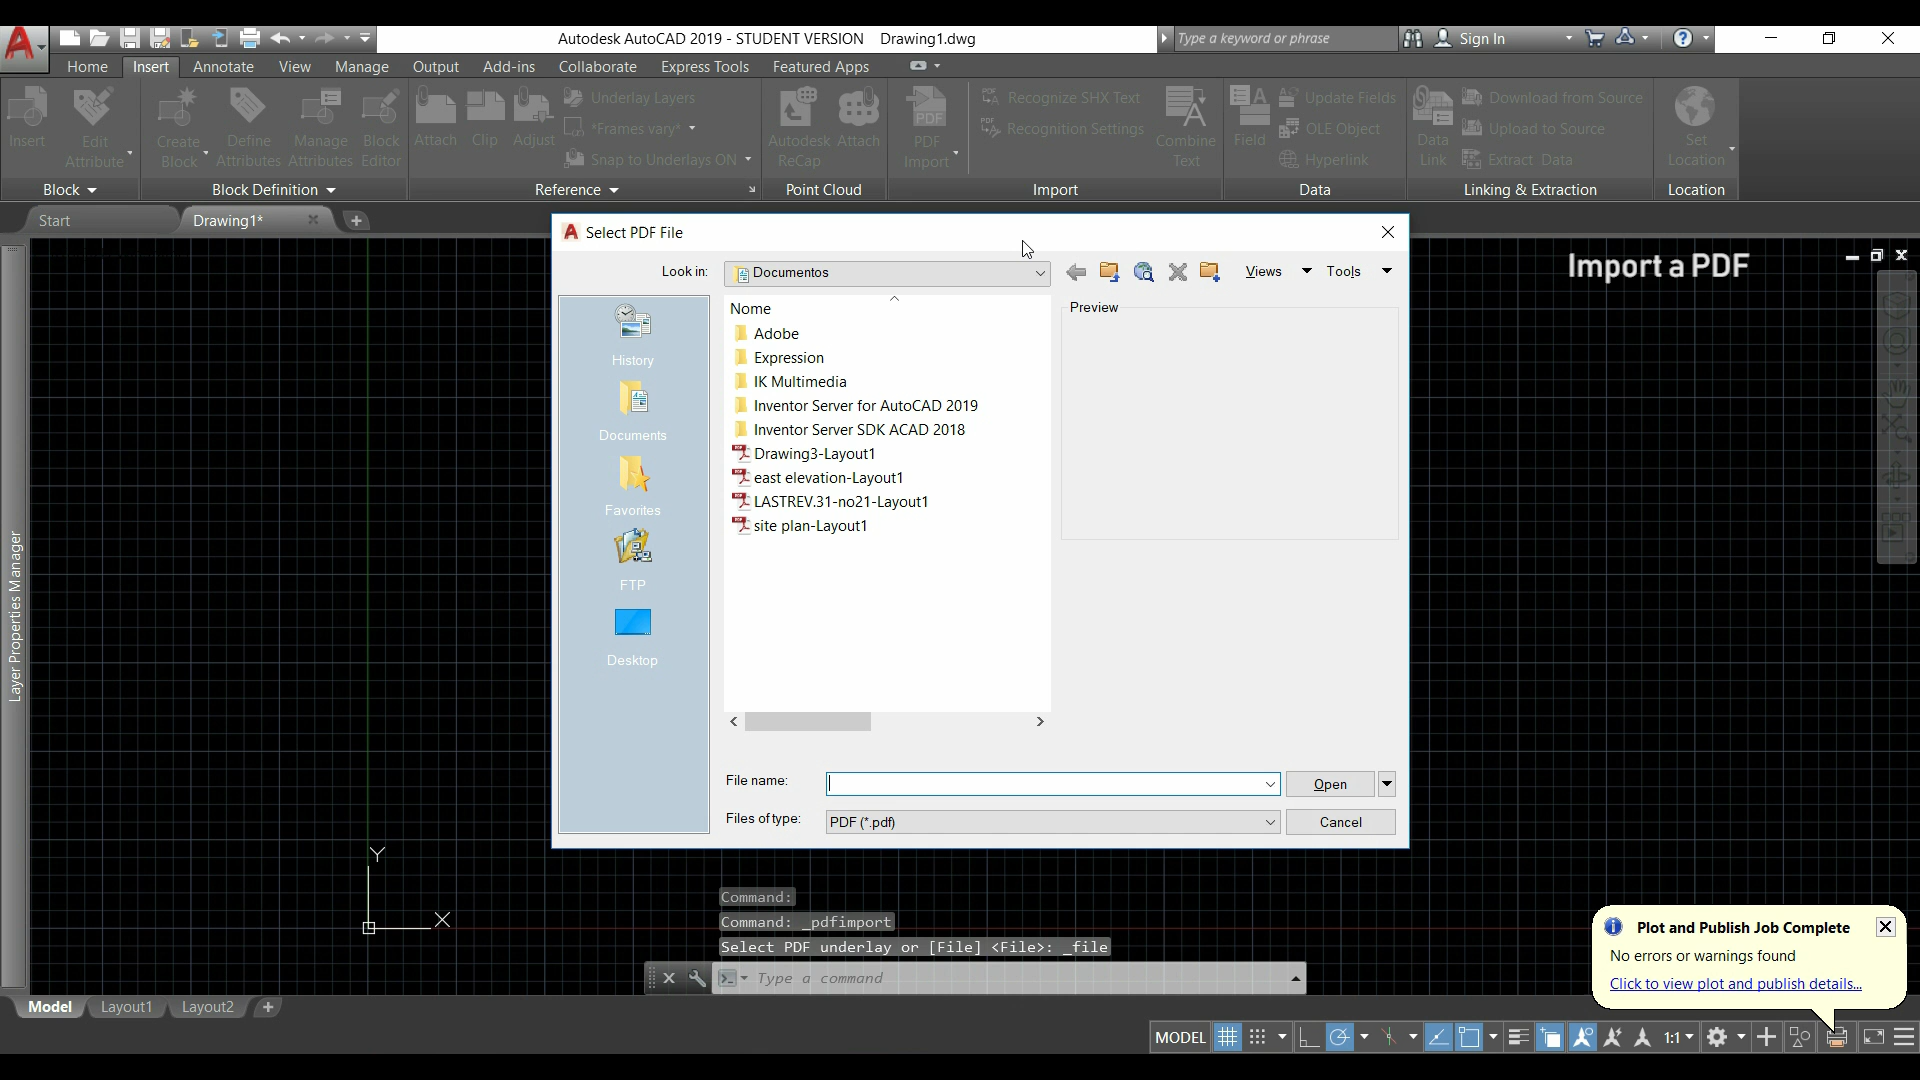 Autodesk AutoCAD 2019 - STUDENT VERSION Drawing1.dwg
Type a keyword or phrase
Sign In
Home Insert Annotate View Manage Output Add-ins Collaborate Express Tools Featured Apps
Insert
Edit Attribute
Create Block
Define Attributes
Manage Attributes
Block Editor
Attach
Clip
Adjust
Underlay Layers
*Frames vary*
Snap to Underlays ON
Autodesk ReCap
Attach
PDF Import
Recognize SHX Text
Recognition Settings
Combine Text
Field
Update Fields
OLE Object
Hyperlink
Data Link
Download from Source
Upload to Source
Extract Data
Set Location
Block
Block Definition
Reference
Point Cloud
Import
Data
Linking & Extraction
Location
Start
Drawing1*
Select PDF File
Import a PDF
Look in:
Documentos
Views
Tools
History
Documents
Favorites
FTP
Desktop
Nome
Adobe
Expression
IK Multimedia
Inventor Server for AutoCAD 2019
Inventor Server SDK ACAD 2018
Drawing3-Layout1
east elevation-Layout1
LASTREV.31-no21-Layout1
site plan-Layout1
Preview
File name:
Open
Files of type:
PDF (*.pdf)
Cancel
Layer Properties Manager
Y
X
Command:
Command: _pdfimport
Select PDF underlay or [File] <File>: _file
Type a command
Plot and Publish Job Complete
No errors or warnings found
Click to view plot and publish details...
Model Layout1 Layout2
MODEL
1:1